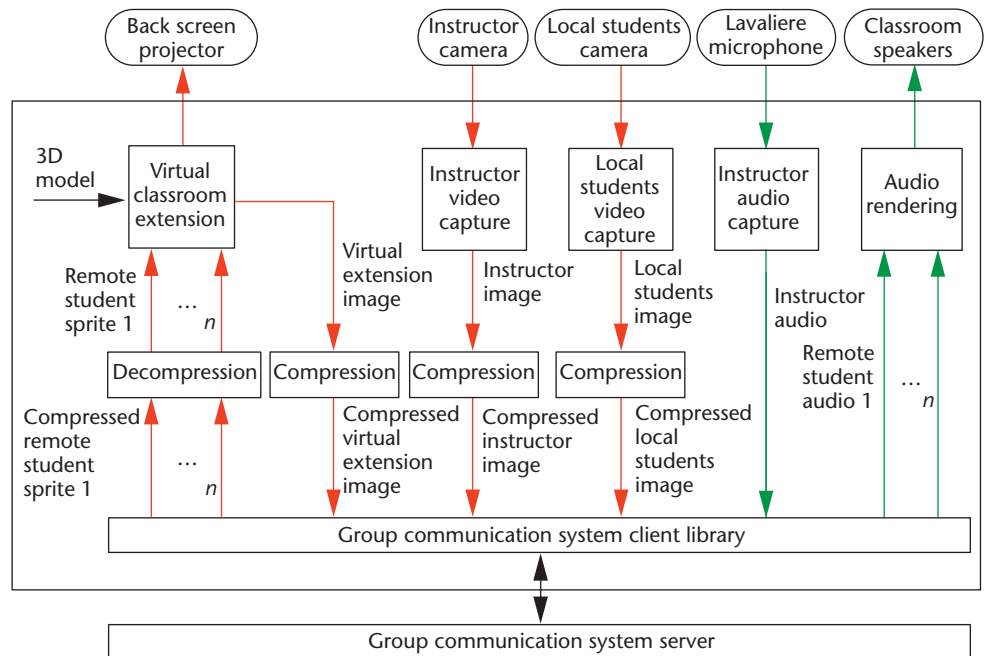 Back screen
projector
Instructor
camera
Local students
camera
Lavaliere
microphone
Classroom
speakers
3D
model
Virtual
classroom
extension
Instructor
video
capture
Local
students
video
capture
Instructor
audio
capture
Audio
rendering
Remote
student
sprite 1
...
n
Virtual
extension
image
Instructor
image
Local
students
image
Instructor
audio
Remote
student
audio 1
...
n
Decompression
Compression
Compression
Compression
Compressed
remote
student
sprite 1
...
n
Compressed
virtual
extension
image
Compressed
instructor
image
Compressed
local
students
image
Group communication system client library
Group communication system server